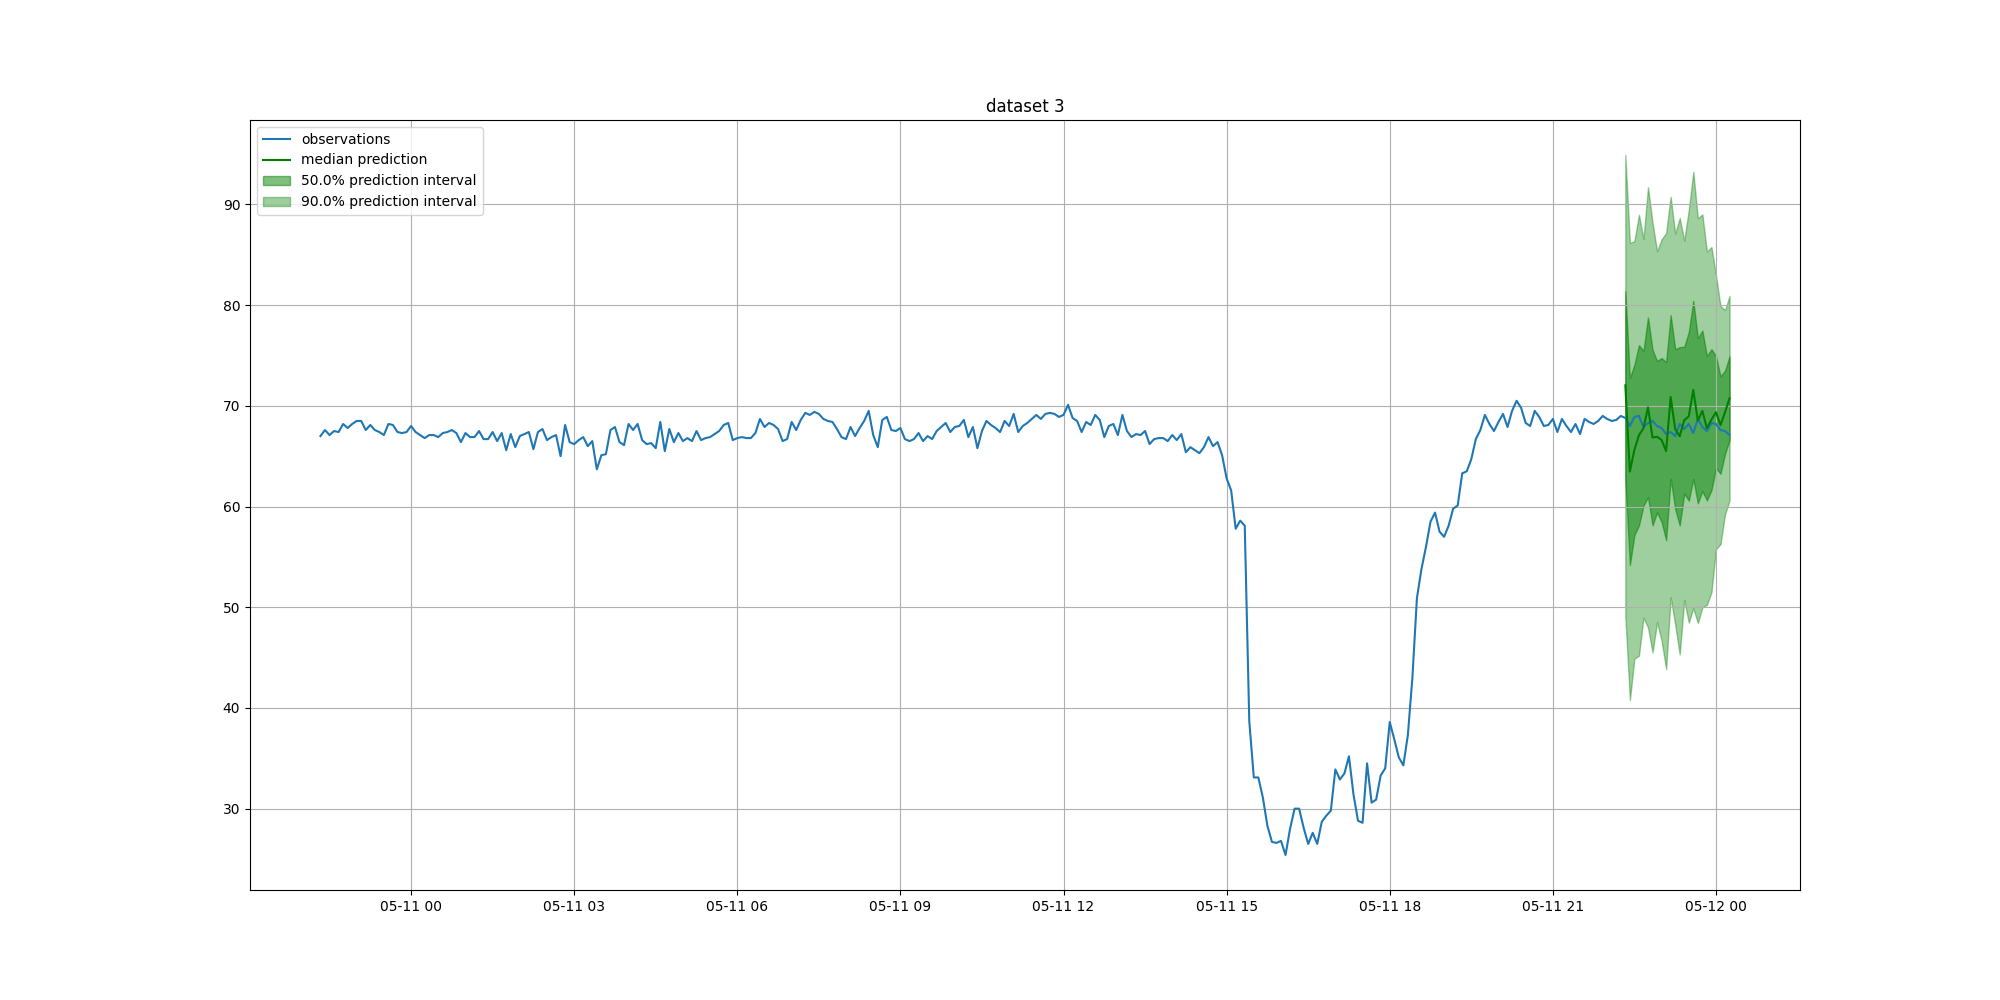 dataset 3
observations
median prediction
50.0% prediction interval
90.0% prediction interval
90
80
70
60
50
40
30
05-11 00 05-11 03 05-11 06 05-11 09 05-11 12 05-11 15 05-11 18 05-11 21 05-12 00